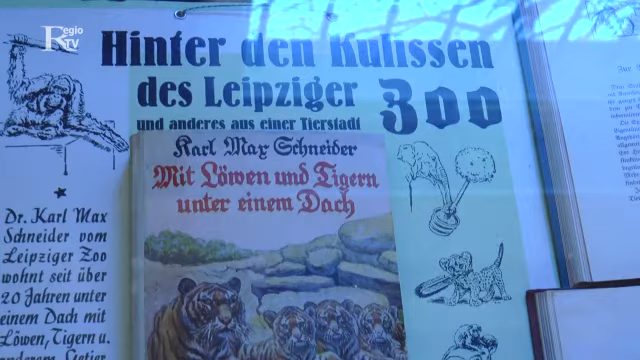 Regio
TV
Hinter den Kulissen
des Leipziger
Zoo
und anderes aus einer Tierstadt
Karl Max Schneider
Mit Löwen und Tigern
unter einem Dach
Dr. Karl Max
Schneider vom
Leipziger Zoo
wohnt seit über
20 Jahren unter
einem Dach mit
Löwen, Tigern u.
anderem Getier